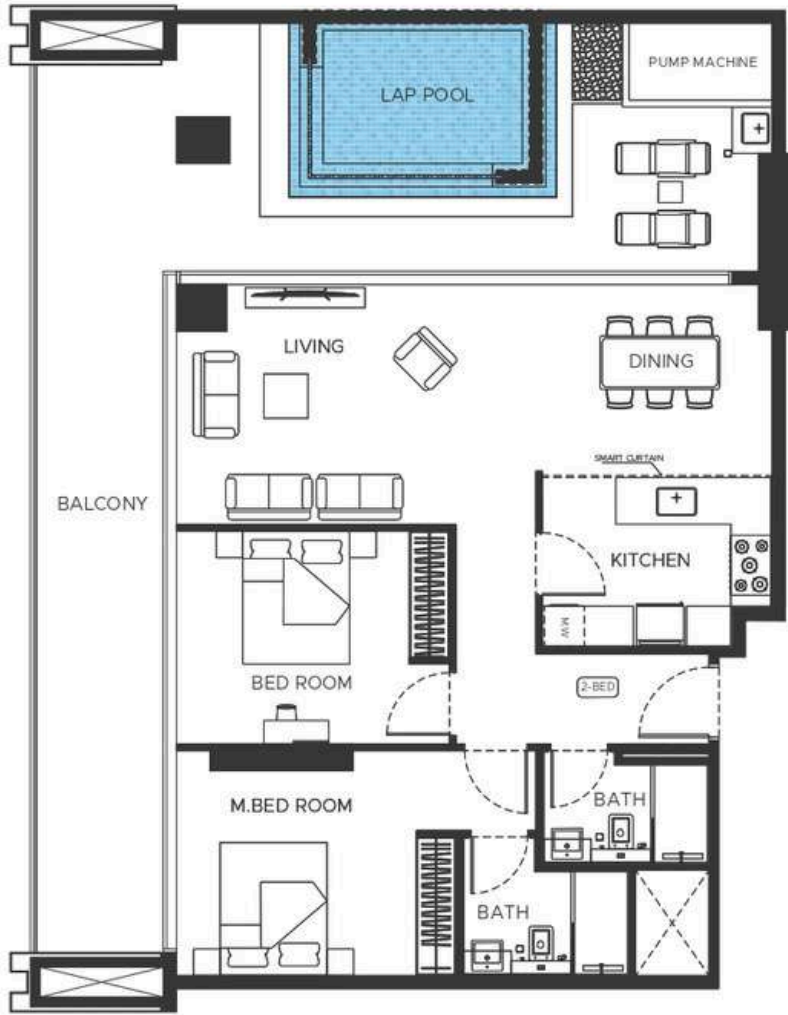 PUMP MACHINE
LAP POOL
LIVING
DINING
SMART CURTAIN
BALCONY
KITCHEN
MW
BED ROOM
2-BED
M.BED ROOM
BATH
BATH